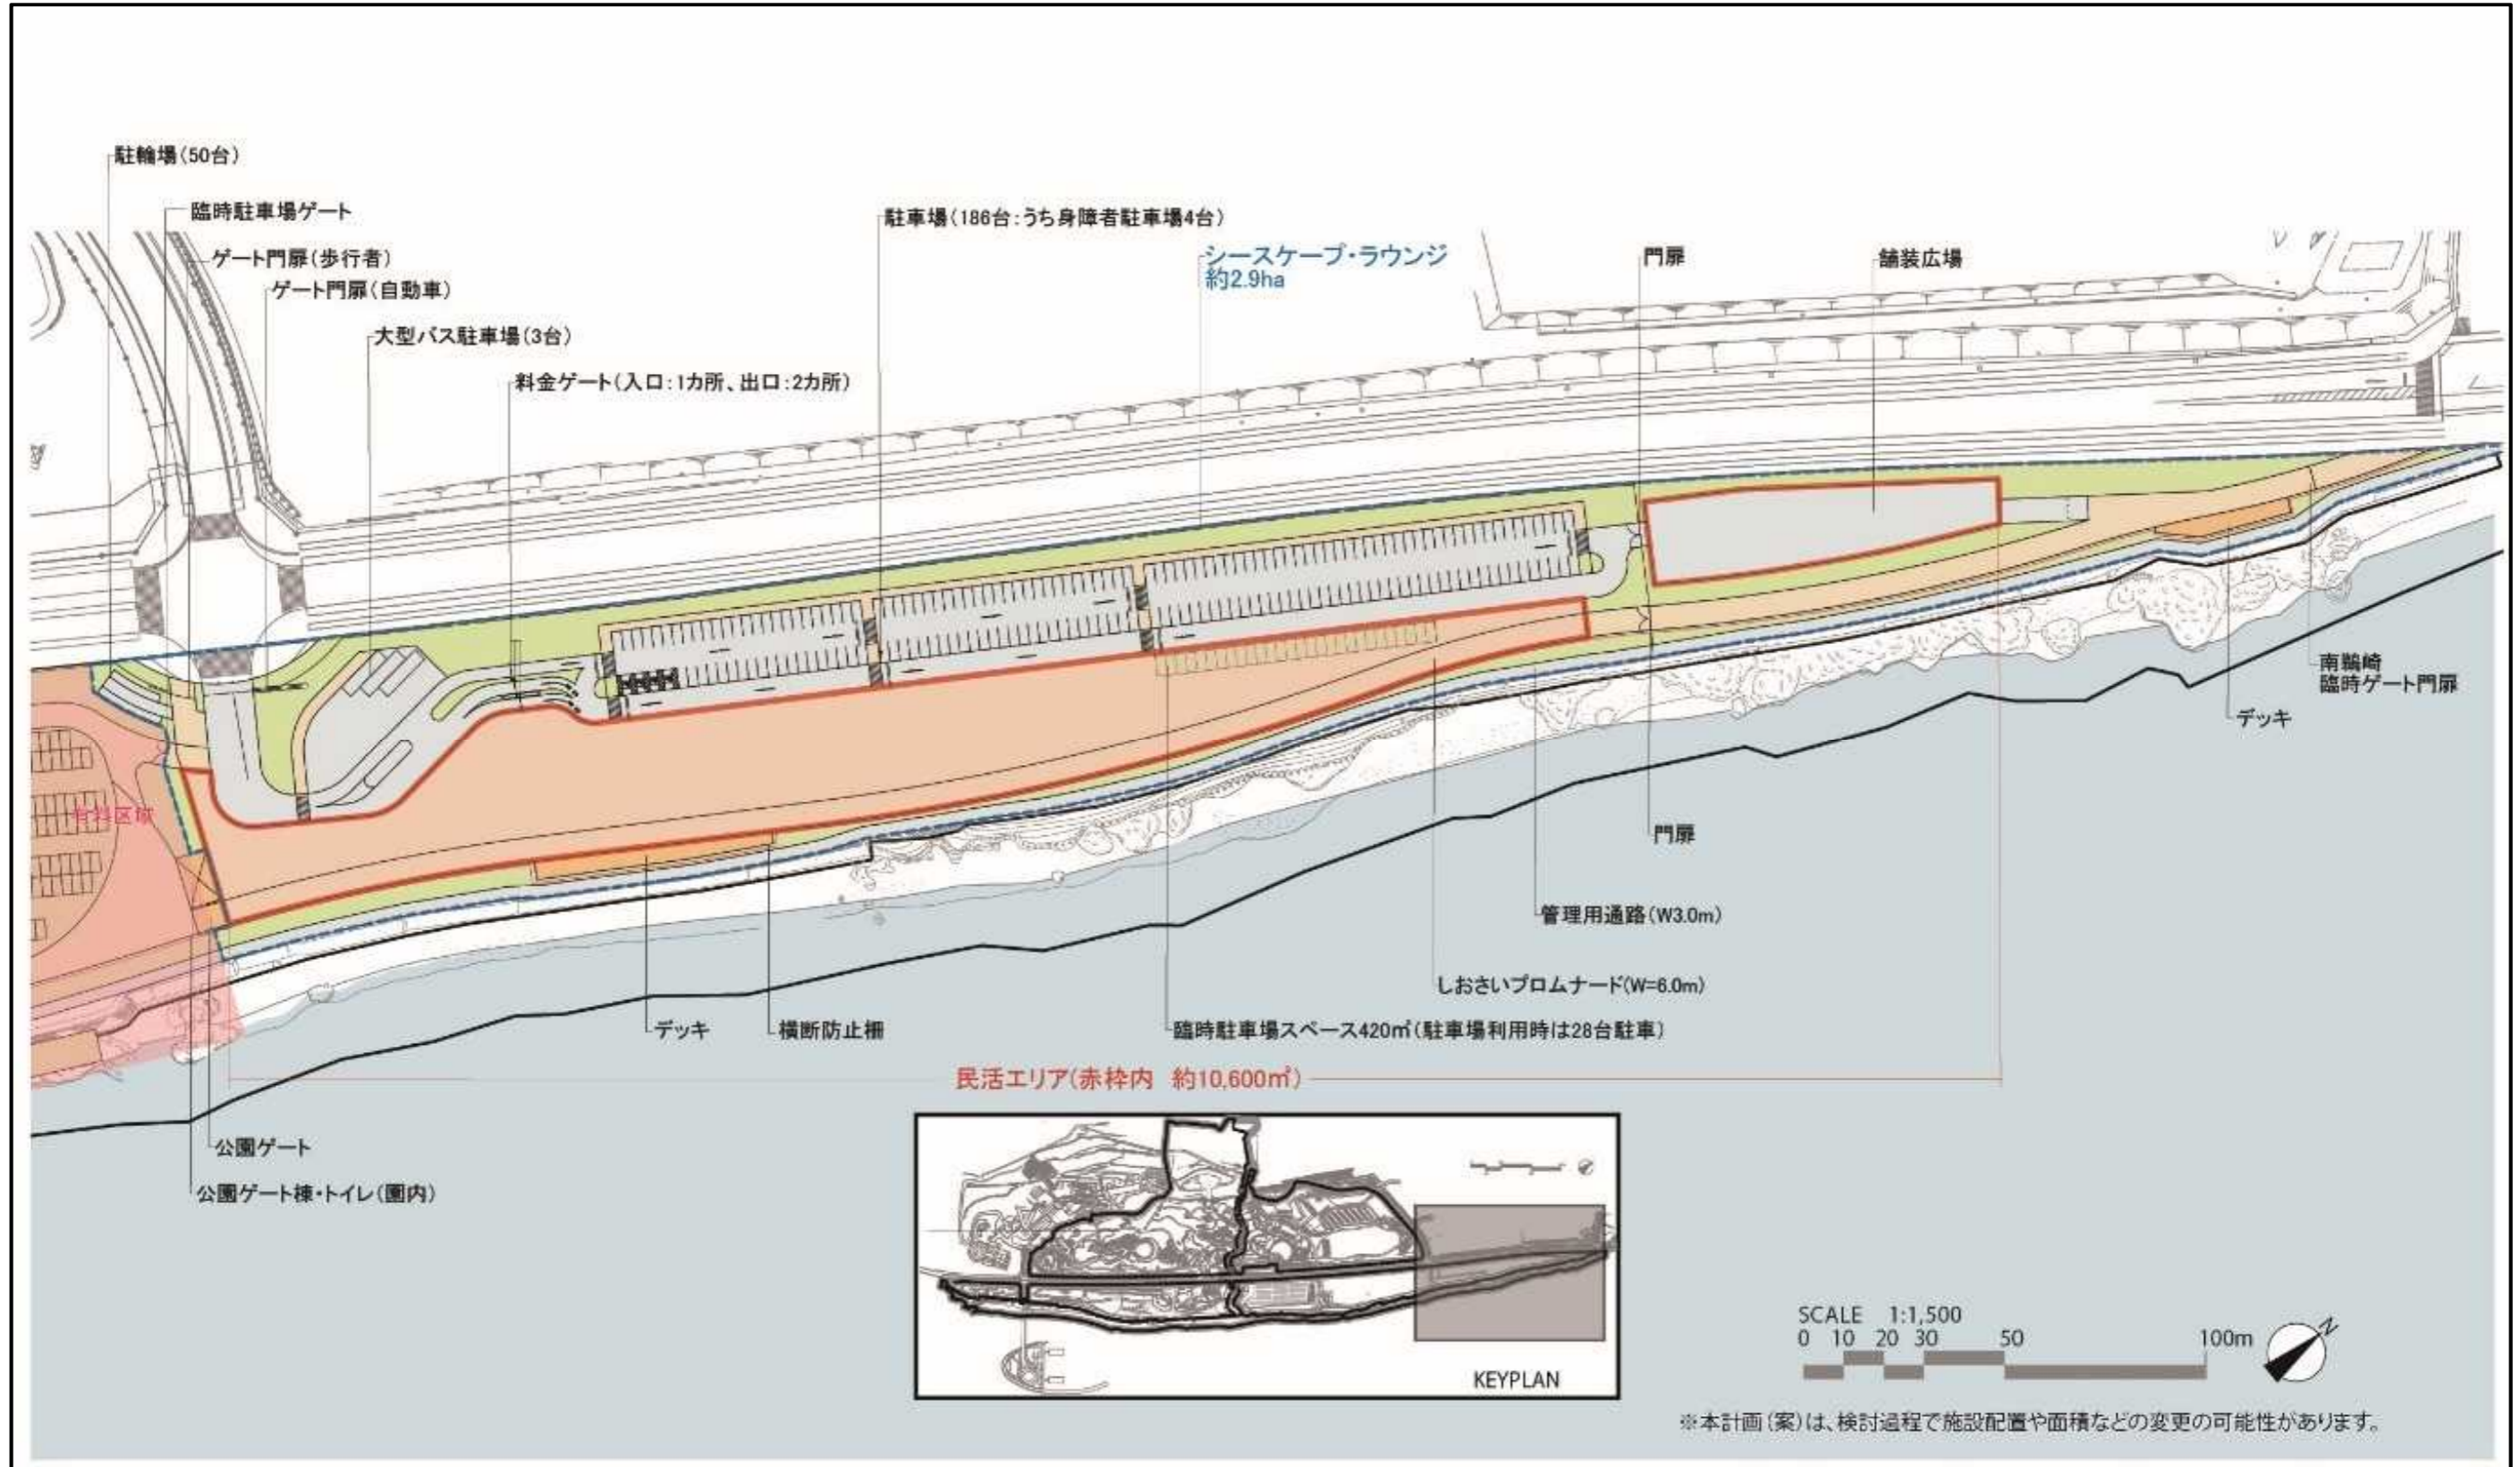 駐輪場(50台)
臨時駐車場ゲート
ゲート門扉(歩行者)
ゲート門扉(自動車)
大型バス駐車場(3台)
料金ゲート(入口:1カ所、出口:2カ所)
駐車場(186台:うち身障者駐車場4台)
シースケープ・ラウンジ
約2.9ha
門扉
舗装広場
有料区域
南鵜崎
臨時ゲート門扉
デッキ
門扉
管理用通路(W3.0m)
しおさいプロムナード(W=6.0m)
臨時駐車場スペース420㎡(駐車場利用時は28台駐車)
横断防止柵
デッキ
民活エリア(赤枠内 約10,600㎡)
公園ゲート
公園ゲート棟・トイレ(園内)
KEYPLAN
SCALE 1:1,500
0 10 20 30 50 100m
N
※本計画(案)は、検討過程で施設配置や面積などの変更の可能性があります。